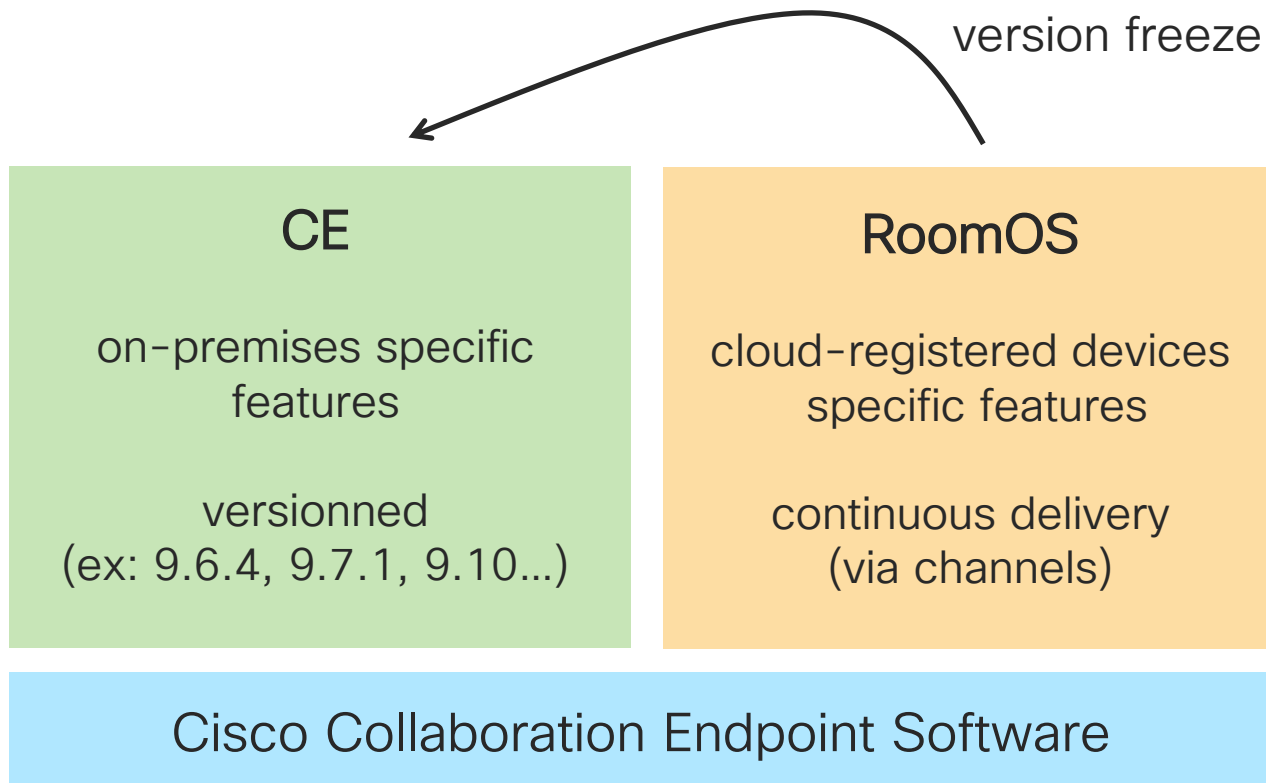 version freeze
CE
on-premises specific
features
versionned
(ex: 9.6.4, 9.7.1, 9.10...)
RoomOS
cloud-registered devices
specific features
continuous delivery
(via channels)
Cisco Collaboration Endpoint Software